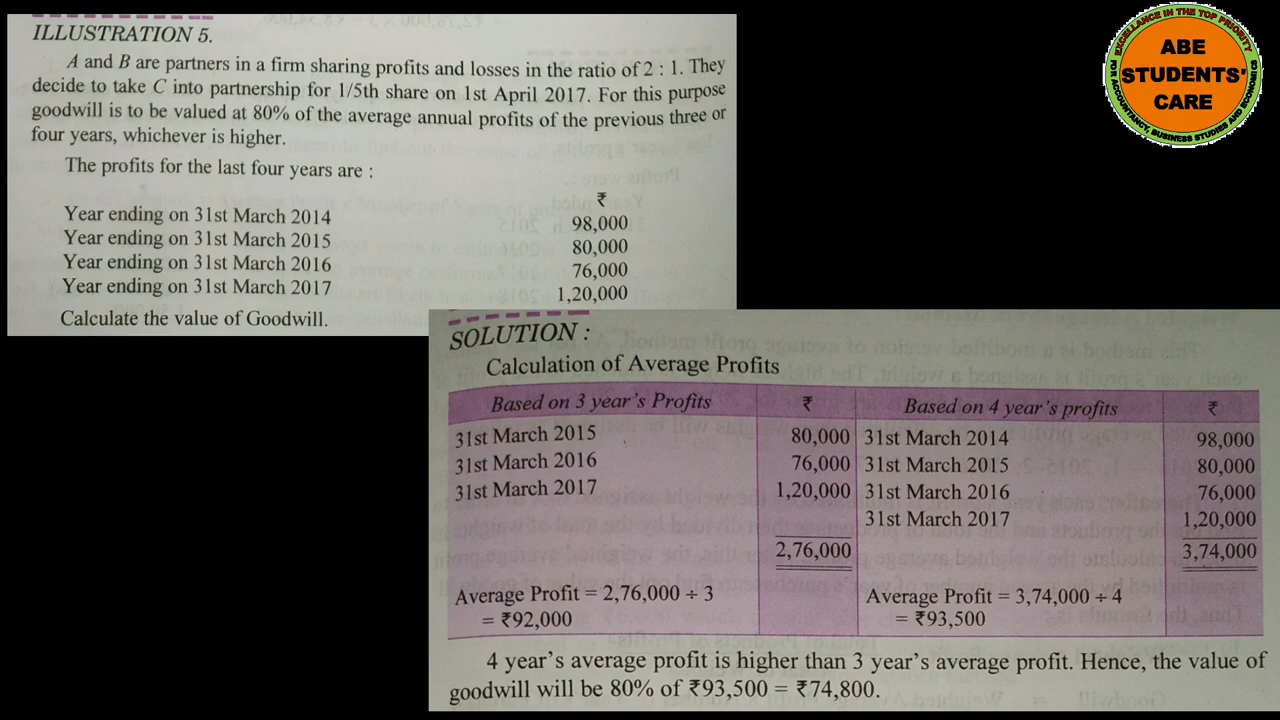 ILLUSTRATION 5.
A and B are partners in a firm sharing profits and losses in the ratio of 2 : 1. They
decide to take C into partnership for 1/5th share on 1st April 2017. For this purpose
goodwill is to be valued at 80% of the average annual profits of the previous three or
four years, whichever is higher.
The profits for the last four years are :
₹
Year ending on 31st March 2014 98,000
Year ending on 31st March 2015 80,000
Year ending on 31st March 2016 76,000
Year ending on 31st March 2017 1,20,000
Calculate the value of Goodwill.
EXCELLENCE IN THE TOP PRIORITY
ABE
STUDENTS'
CARE
FOR ACCOUNTANCY, BUSINESS STUDIES AND ECONOMICS
SOLUTION :
Calculation of Average Profits
Based on 3 year's Profits ₹ Based on 4 year's profits ₹
31st March 2015 80,000 31st March 2014 98,000
31st March 2016 76,000 31st March 2015 80,000
31st March 2017 1,20,000 31st March 2016 76,000
31st March 2017 1,20,000
2,76,000 3,74,000
Average Profit = 2,76,000 ÷ 3 Average Profit = 3,74,000 ÷ 4
= ₹92,000 = ₹93,500
4 year's average profit is higher than 3 year's average profit. Hence, the value of
goodwill will be 80% of ₹93,500 = ₹74,800.